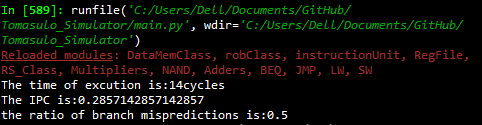 In [589]: runfile('C:/Users/Dell/Documents/GitHub/
Tomasulo_Simulator/main.py', wdir='C:/Users/Dell/Documents/GitHub/
Tomasulo_Simulator')
Reloaded modules: DataMemClass, robClass, instructionUnit, RegFile,
RS_Class, Multipliers, NAND, Adders, BEQ, JMP, LW, SW
The time of excution is:14cycles
The IPC is:0.2857142857142857
the ratio of branch mispredictions is:0.5